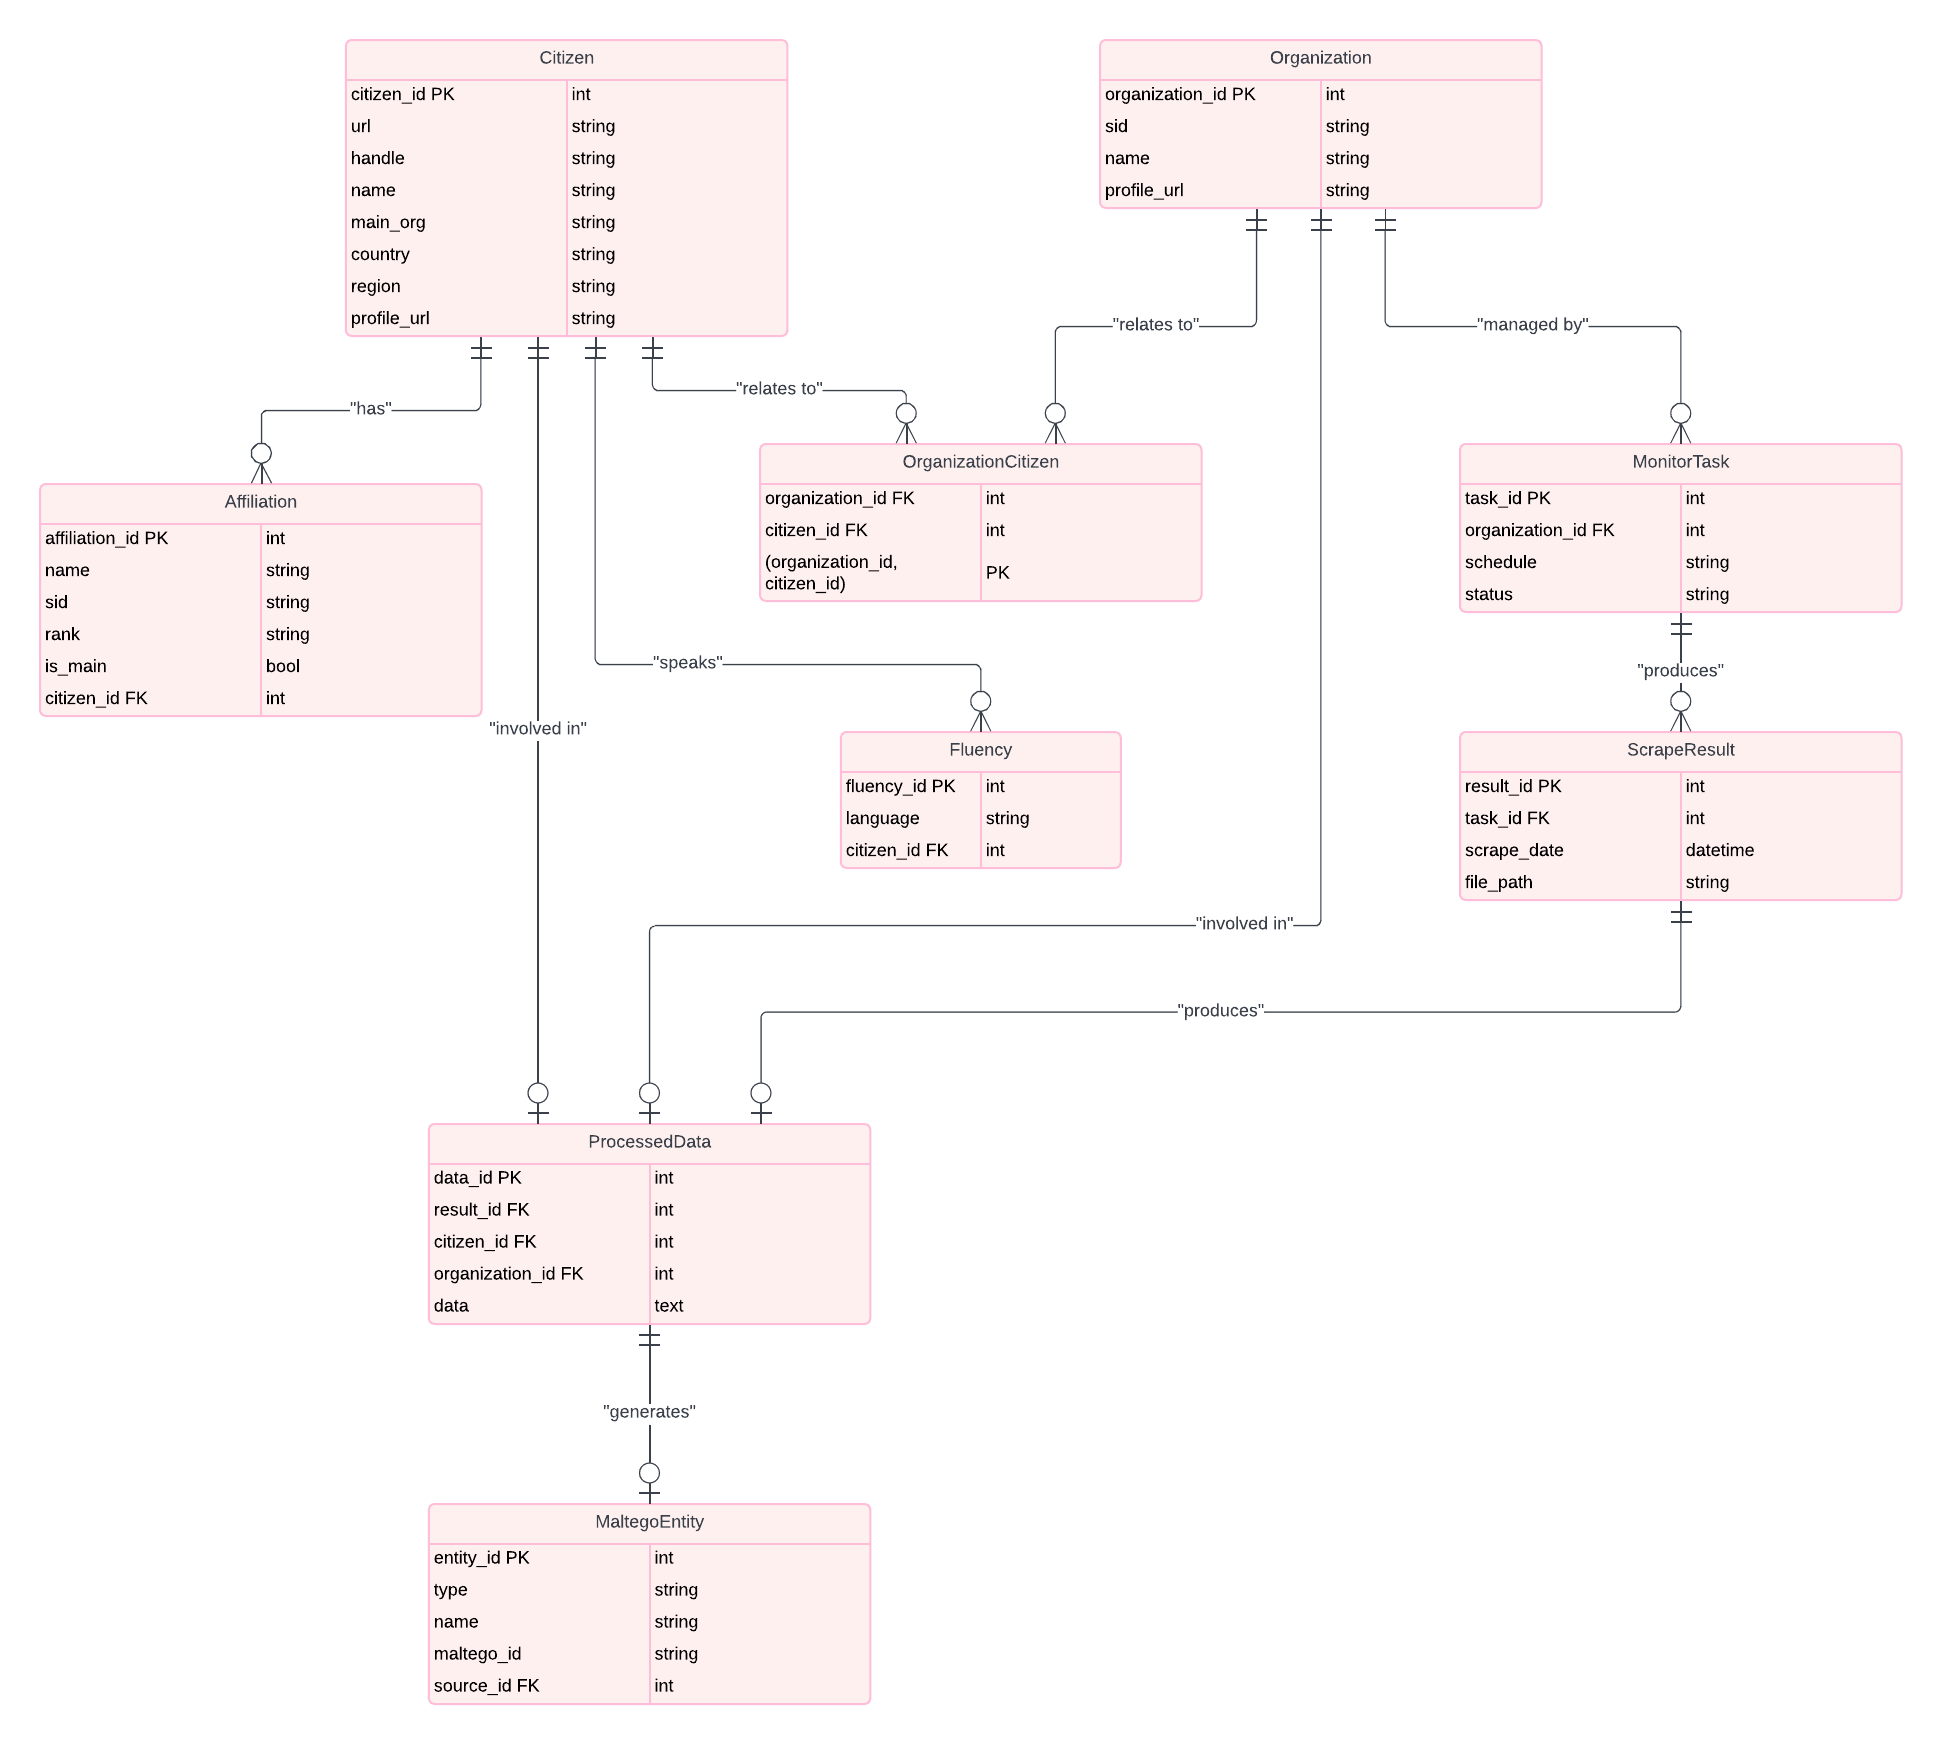 Citizen
citizen_id PK int
url string
handle string
name string
main_org string
country string
region string
profile_url string
Organization
organization_id PK int
sid string
name string
profile_url string
"relates to"
"managed by"
"relates to"
"has"
OrganizationCitizen
organization_id FK int
citizen_id FK int
(organization_id,
citizen_id) PK
MonitorTask
task_id PK int
organization_id FK int
schedule string
status string
Affiliation
affiliation_id PK int
name string
sid string
rank string
is_main bool
citizen_id FK int
"speaks"
"produces"
"involved in"
Fluency
fluency_id PK int
language string
citizen_id FK int
ScrapeResult
result_id PK int
task_id FK int
scrape_date datetime
file_path string
"involved in"
"produces"
ProcessedData
data_id PK int
result_id FK int
citizen_id FK int
organization_id FK int
data text
"generates"
MaltegoEntity
entity_id PK int
type string
name string
maltego_id string
source_id FK int